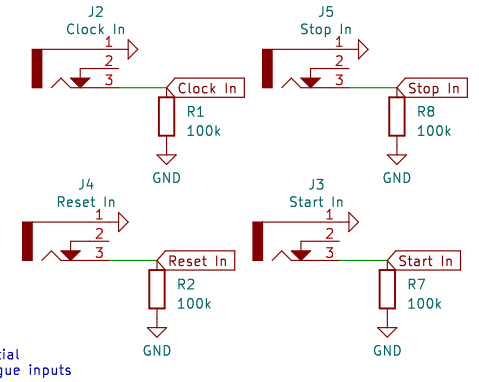 J2
Clock In
1
2
3
Clock In
R1
100k
GND
J5
Stop In
1
2
3
Stop In
R8
100k
GND
J4
Reset In
1
2
3
Reset In
R2
100k
GND
J3
Start In
1
2
3
Start In
R7
100k
GND
inputs